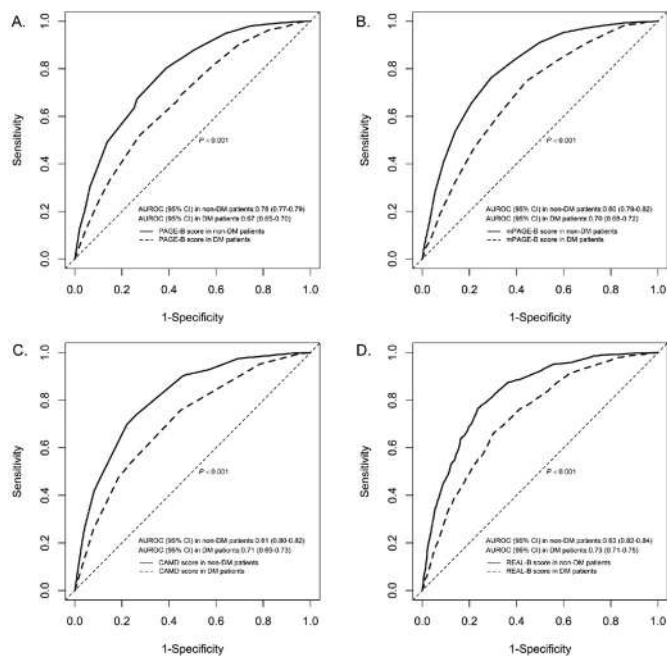 A.
1.0
0.8
0.6
0.4
0.2
0.0
Sensitivity
P < 0.001
AUROC (95% CI) in non-DM patients:0.78 (0.77-0.79)
AUROC (95% CI) in DM patients:0.67 (0.65-0.70)
PAGE-B score in non-DM patients
PAGE-B score in DM patients
0.0 0.2 0.4 0.6 0.8 1.0
1-Specificity
B.
1.0
0.8
0.6
0.4
0.2
0.0
Sensitivity
P < 0.001
AUROC (95% CI) in non-DM patients:0.80 (0.79-0.82)
AUROC (95% CI) in DM patients:0.70 (0.68-0.72)
mPAGE-B score in non-DM patients
mPAGE-B score in DM patients
0.0 0.2 0.4 0.6 0.8 1.0
1-Specificity
C.
1.0
0.8
0.6
0.4
0.2
0.0
Sensitivity
P < 0.001
AUROC (95% CI) in non-DM patients:0.81 (0.80-0.82)
AUROC (95% CI) in DM patients:0.71 (0.69-0.73)
CAMD score in non-DM patients
CAMD score in DM patients
0.0 0.2 0.4 0.6 0.8 1.0
1-Specificity
D.
1.0
0.8
0.6
0.4
0.2
0.0
Sensitivity
P < 0.001
AUROC (95% CI) in non-DM patients:0.83 (0.82-0.84)
AUROC (95% CI) in DM patients:0.73 (0.71-0.75)
REAL-B score in non-DM patients
REAL-B score in DM patients
0.0 0.2 0.4 0.6 0.8 1.0
1-Specificity